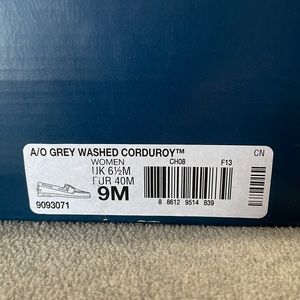 A/O GREY WASHED CORDUROY™ CN
WOMEN CH08 F13
UK 6½M
EUR 40M
9M
9093071 8 8612 9514 839